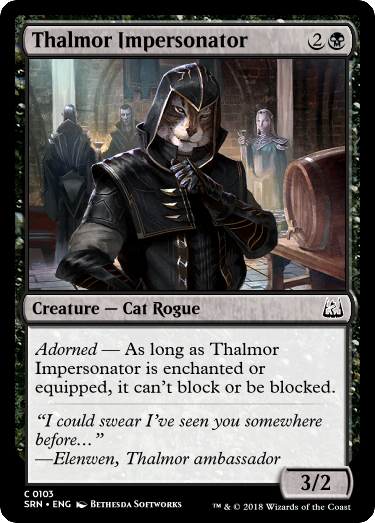 Thalmor Impersonator 2
Creature — Cat Rogue
Adorned — As long as Thalmor
Impersonator is enchanted or
equipped, it can't block or be blocked.
“I could swear I've seen you somewhere
before…”
—Elenwen, Thalmor ambassador
3/2
C 0103
SRN • ENG Bethesda Softworks
™ & © 2018 Wizards of the Coast